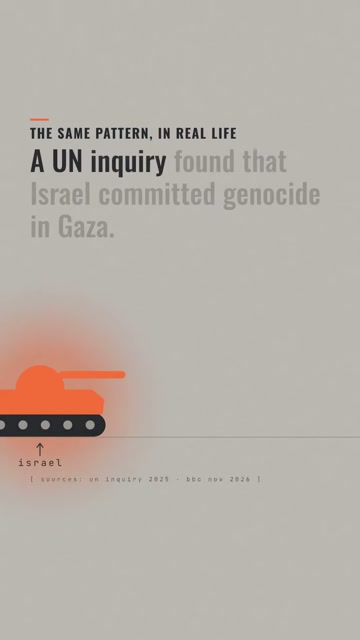 THE SAME PATTERN, IN REAL LIFE
A UN inquiry found that
Israel committed genocide
in Gaza.
israel
[ sources: un inquiry 2025 · bbc nov 2026 ]